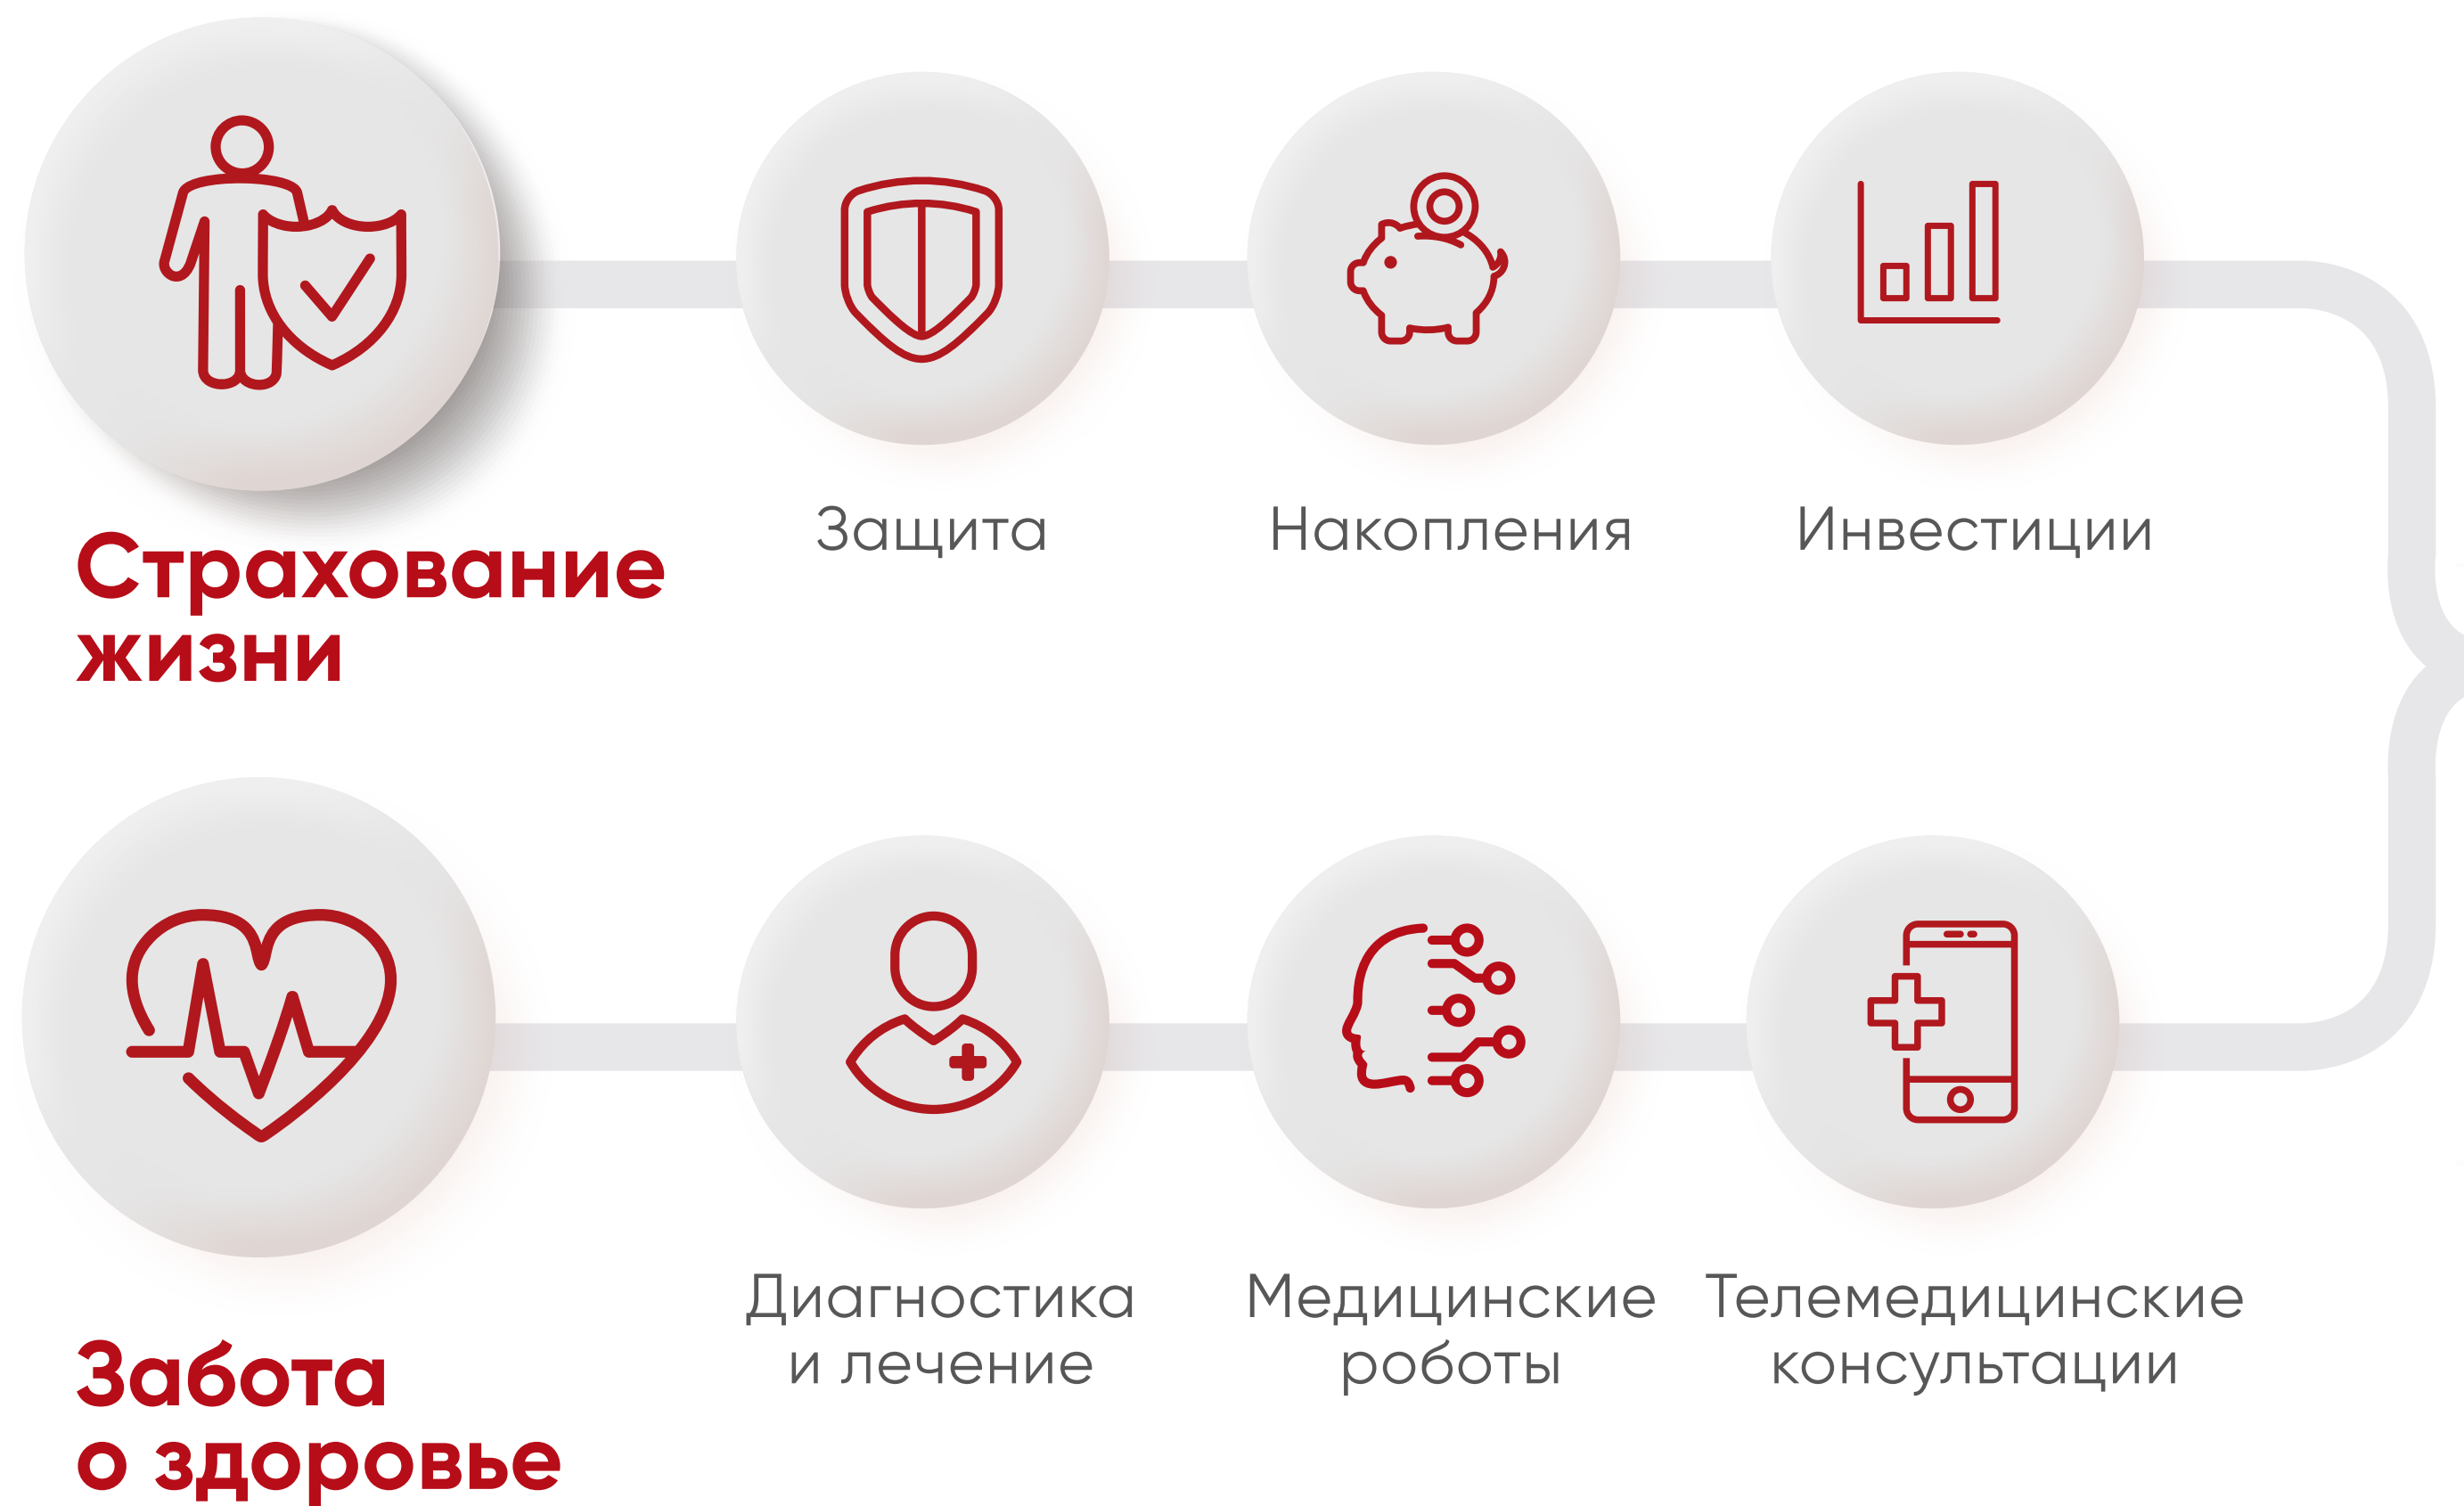 Страхование
жизни
Защита
Накопления
Инвестиции
Забота
о здоровье
Диагностика
и лечение
Медицинские
роботы
Телемедицинские
консультации